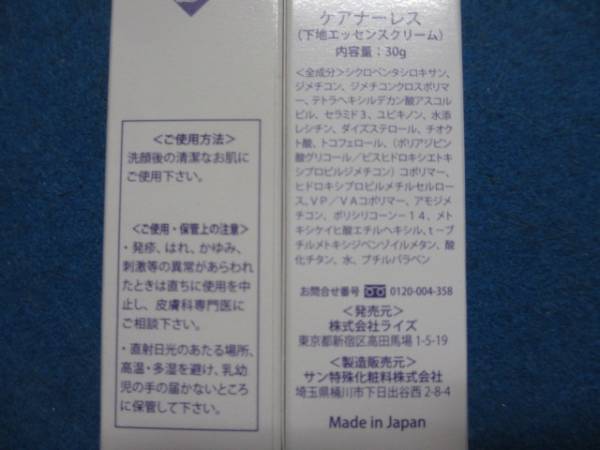 <ご使用方法>
洗顔後の清潔なお肌に
ご使用下さい。
<ご使用・保管上の注意>
・発疹、はれ、かゆみ、
刺激等の異常があらわれ
たときは直ちに使用を中
止し、皮膚科専門医に
ご相談下さい。
・直射日光のあたる場所、
高温・多湿を避け、乳幼
児の手の届かないところ
に保管して下さい。
ケアナーレス
(下地エッセンスクリーム)
内容量：30g
<全成分>シクロペンタシロキサン、
ジメチコン、ジメチコンクロスポリマ
ー、テトラヘキシルデカン酸アスコル
ビル、セラミド3、ユビキノン、水添
レシチン、ダイズステロール、チオク
ト酸、トコフェロール、（ポリアジピン
酸グリコール／ビスヒドロキシエトキ
シプロピルジメチコン）コポリマー、
ヒドロキシプロピルメチルセルロー
ス、VP／VAコポリマー、アモジメ
チコン、ポリシリコーン－14、メト
キシケイヒ酸エチルヘキシル、t－ブ
チルメトキシジベンゾイルメタン、酸
化チタン、水、ブチルパラベン
お問合せ番号 0120-004-358
<発売元>
株式会社ライズ
東京都新宿区高田馬場1-5-19
<製造販売元>
サン特殊化粧料株式会社
埼玉県桶川市下日出谷西2-8-4
Made in Japan